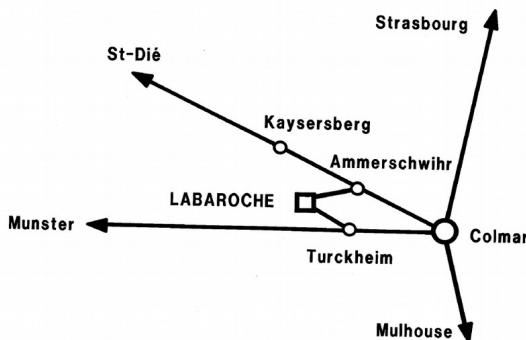 Strasbourg
St-Dié
Kaysersberg
Ammerschwihr
LABAROCHE
Munster
Turckheim
Colmar
Mulhouse